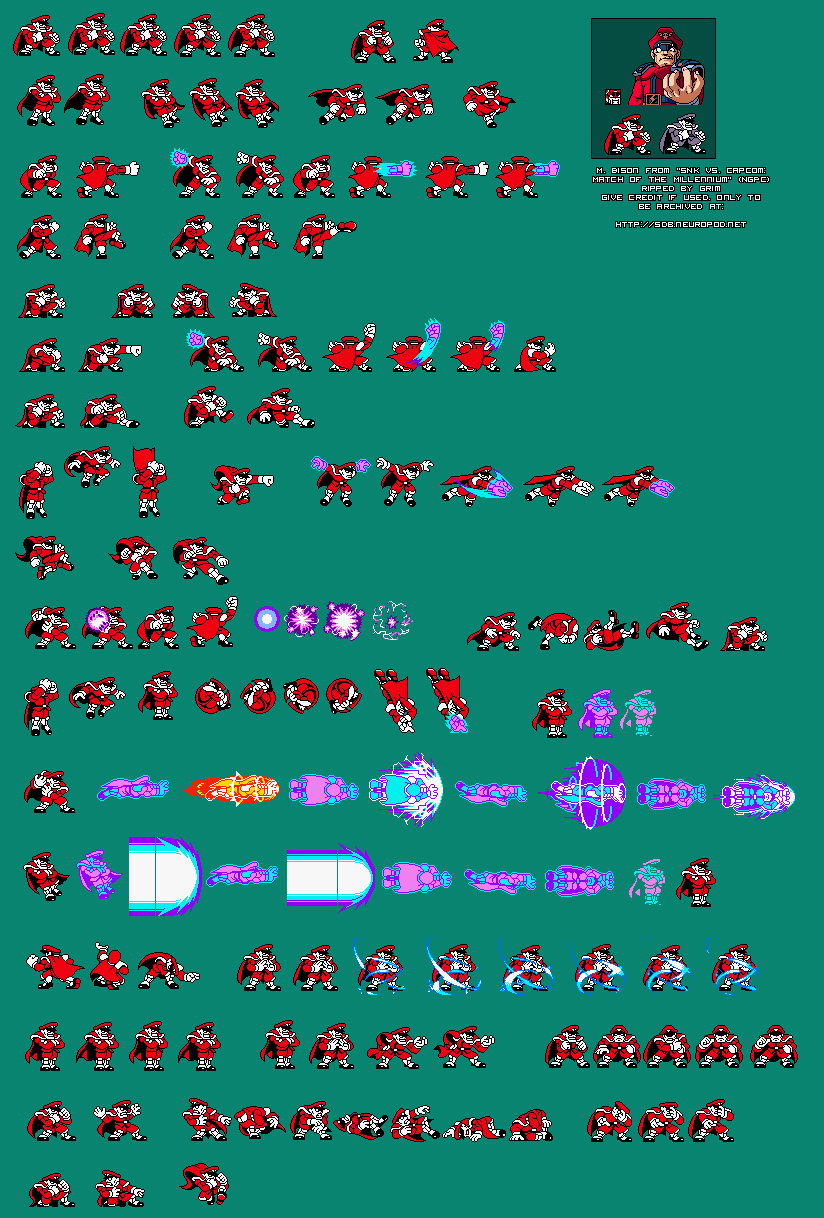 M. BISON FROM "SNK VS. CAPCOM:
MATCH OF THE MILLENNIUM" (NGPC)
RIPPED BY GRIM
GIVE CREDIT IF USED. ONLY TO
BE ARCHIVED AT:
HTTP://SDB.NEUROPOD.NET